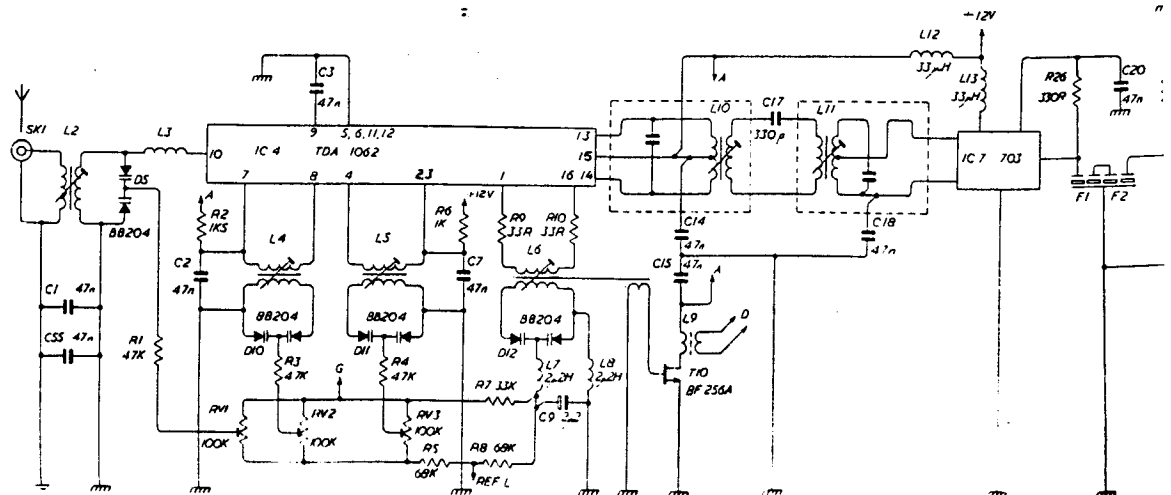 +12V
L12
33µH
L13
33µH
R26
330R
C20
47n
C3
47n
L10
C17
330p
L11
SK1
L2
L3
10
9
5, 6, 11, 12
IC 4
TDA 1062
13
15
14
7
8
4
2,3
1
16
IC 7
703
A
D5
BB204
A
R2
1K5
L4
L5
R6
1K
+12V
R9
33R
R10
33R
L6
C14
47n
C18
47n
F1
F2
C2
47n
C7
47n
C15
47n
A
C1
47n
C55
47n
R1
47K
BB204
D10
BB204
D11
BB204
D12
L9
D
T10
BF 256A
R3
47K
R4
47K
L7
2µ2H
L8
2µ2H
G
R7 33K
C9
2µ2
RV1
100K
RV2
100K
RV3
100K
R5
68K
R8 68K
REF L